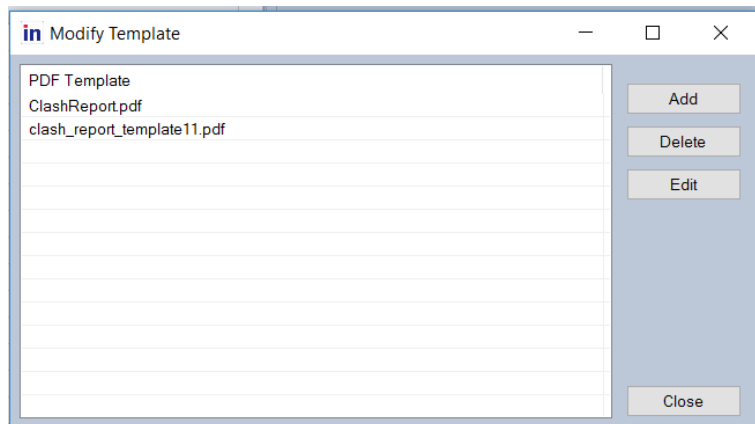 in Modify Template
PDF Template
ClashReport.pdf
clash_report_template11.pdf
Add
Delete
Edit
Close